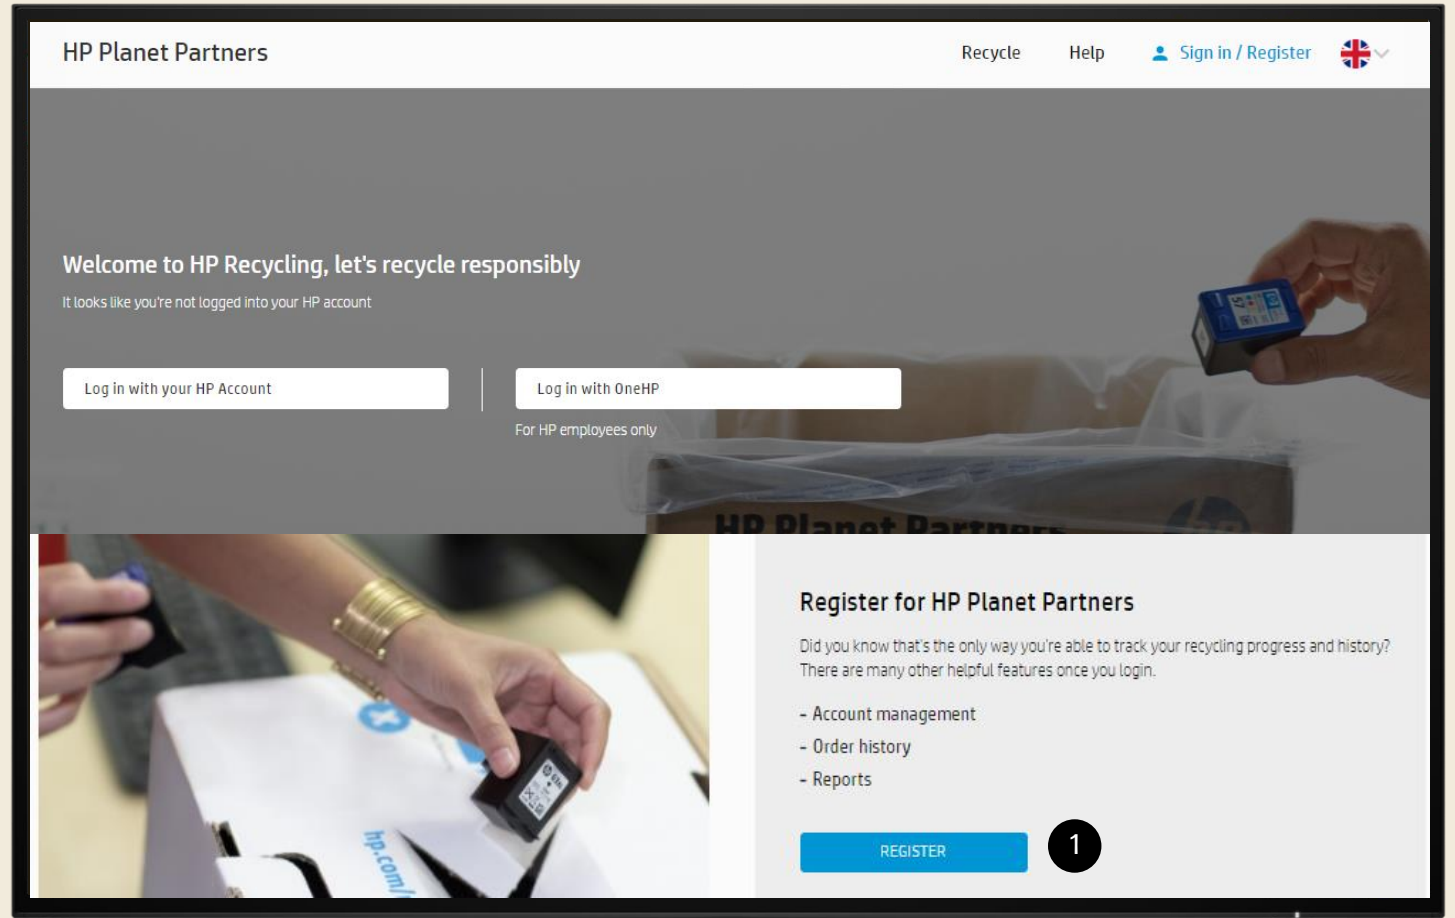 HP Planet Partners
Recycle
Help
Sign in / Register
Welcome to HP Recycling, let's recycle responsibly
It looks like you're not logged into your HP account
Log in with your HP Account
Log in with OneHP
For HP employees only
57
HP Planet Partners
hp
Register for HP Planet Partners
Did you know that's the only way you're able to track your recycling progress and history?
There are many other helpful features once you login.
- Account management
- Order history
- Reports
hp.com/
REGISTER
1